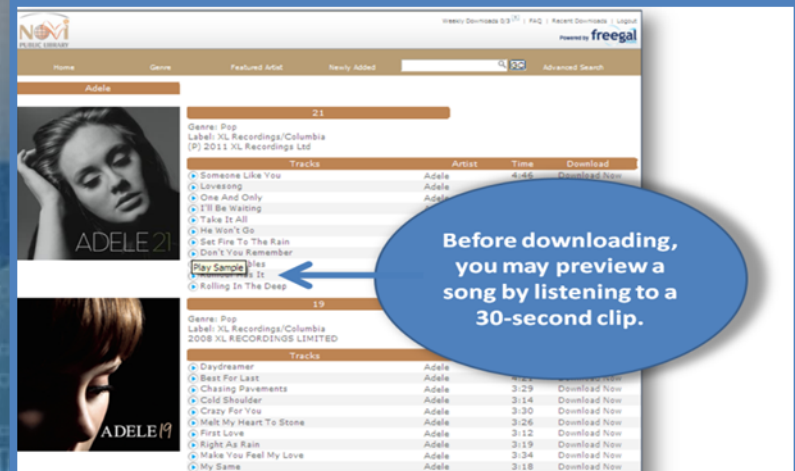 NOVI
PUBLIC LIBRARY
Weekly Downloads 0/3 [?] | FAQ | Recent Downloads | Logout
Powered by freegal
Home Genre Featured Artist Newly Added GO Advanced Search
Adele
ADELE 21
21
Genre: Pop
Label: XL Recordings/Columbia
(P) 2011 XL Recordings Ltd
Tracks Artist Time Download
Someone Like You Adele 4:46 Download Now
Lovesong Adele
One And Only Adele
I'll Be Waiting
Take It All
He Won't Go
Set Fire To The Rain
Don't You Remember
Play Sample
It
Rolling In The Deep
Before downloading,
you may preview a
song by listening to a
30-second clip.
ADELE 19
19
Genre: Pop
Label: XL Recordings/Columbia
2008 XL RECORDINGS LIMITED
Tracks
Daydreamer Adele
Best For Last Adele Download Now
Chasing Pavements Adele 3:29 Download Now
Cold Shoulder Adele 3:14 Download Now
Crazy For You Adele 3:30 Download Now
Melt My Heart To Stone Adele 3:26 Download Now
First Love Adele 3:12 Download Now
Right As Rain Adele 3:19 Download Now
Make You Feel My Love Adele 3:34 Download Now
My Same Adele 3:18 Download Now